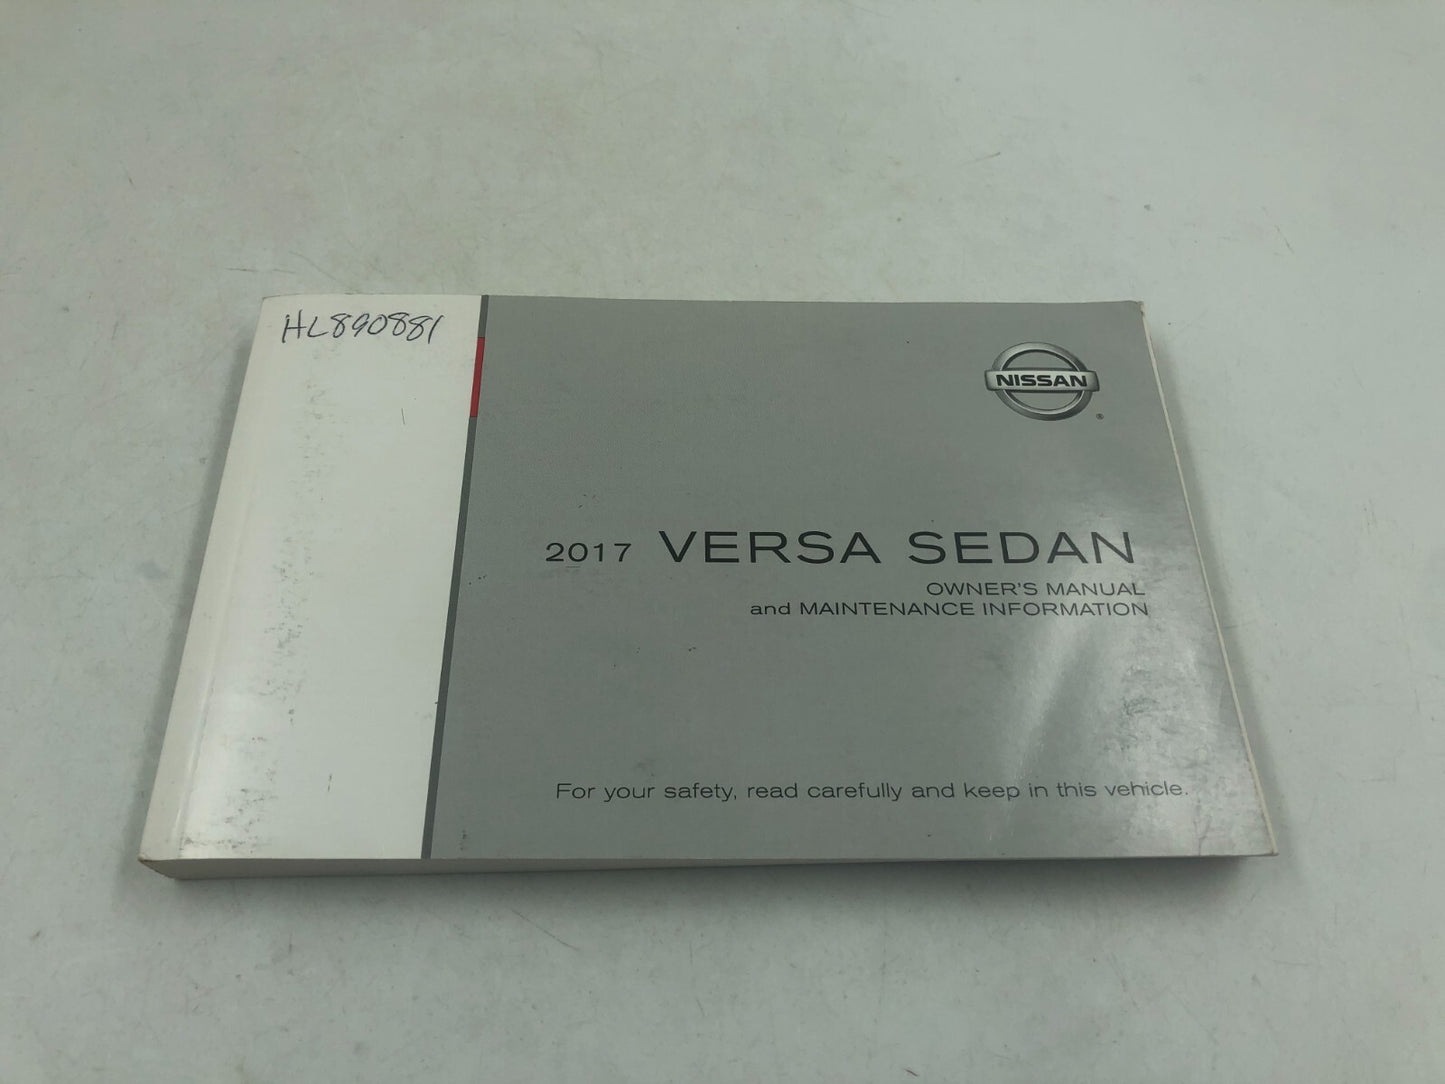 HL890881
NISSAN
®
2017 VERSA SEDAN
OWNER'S MANUAL
and MAINTENANCE INFORMATION
For your safety, read carefully and keep in this vehicle.